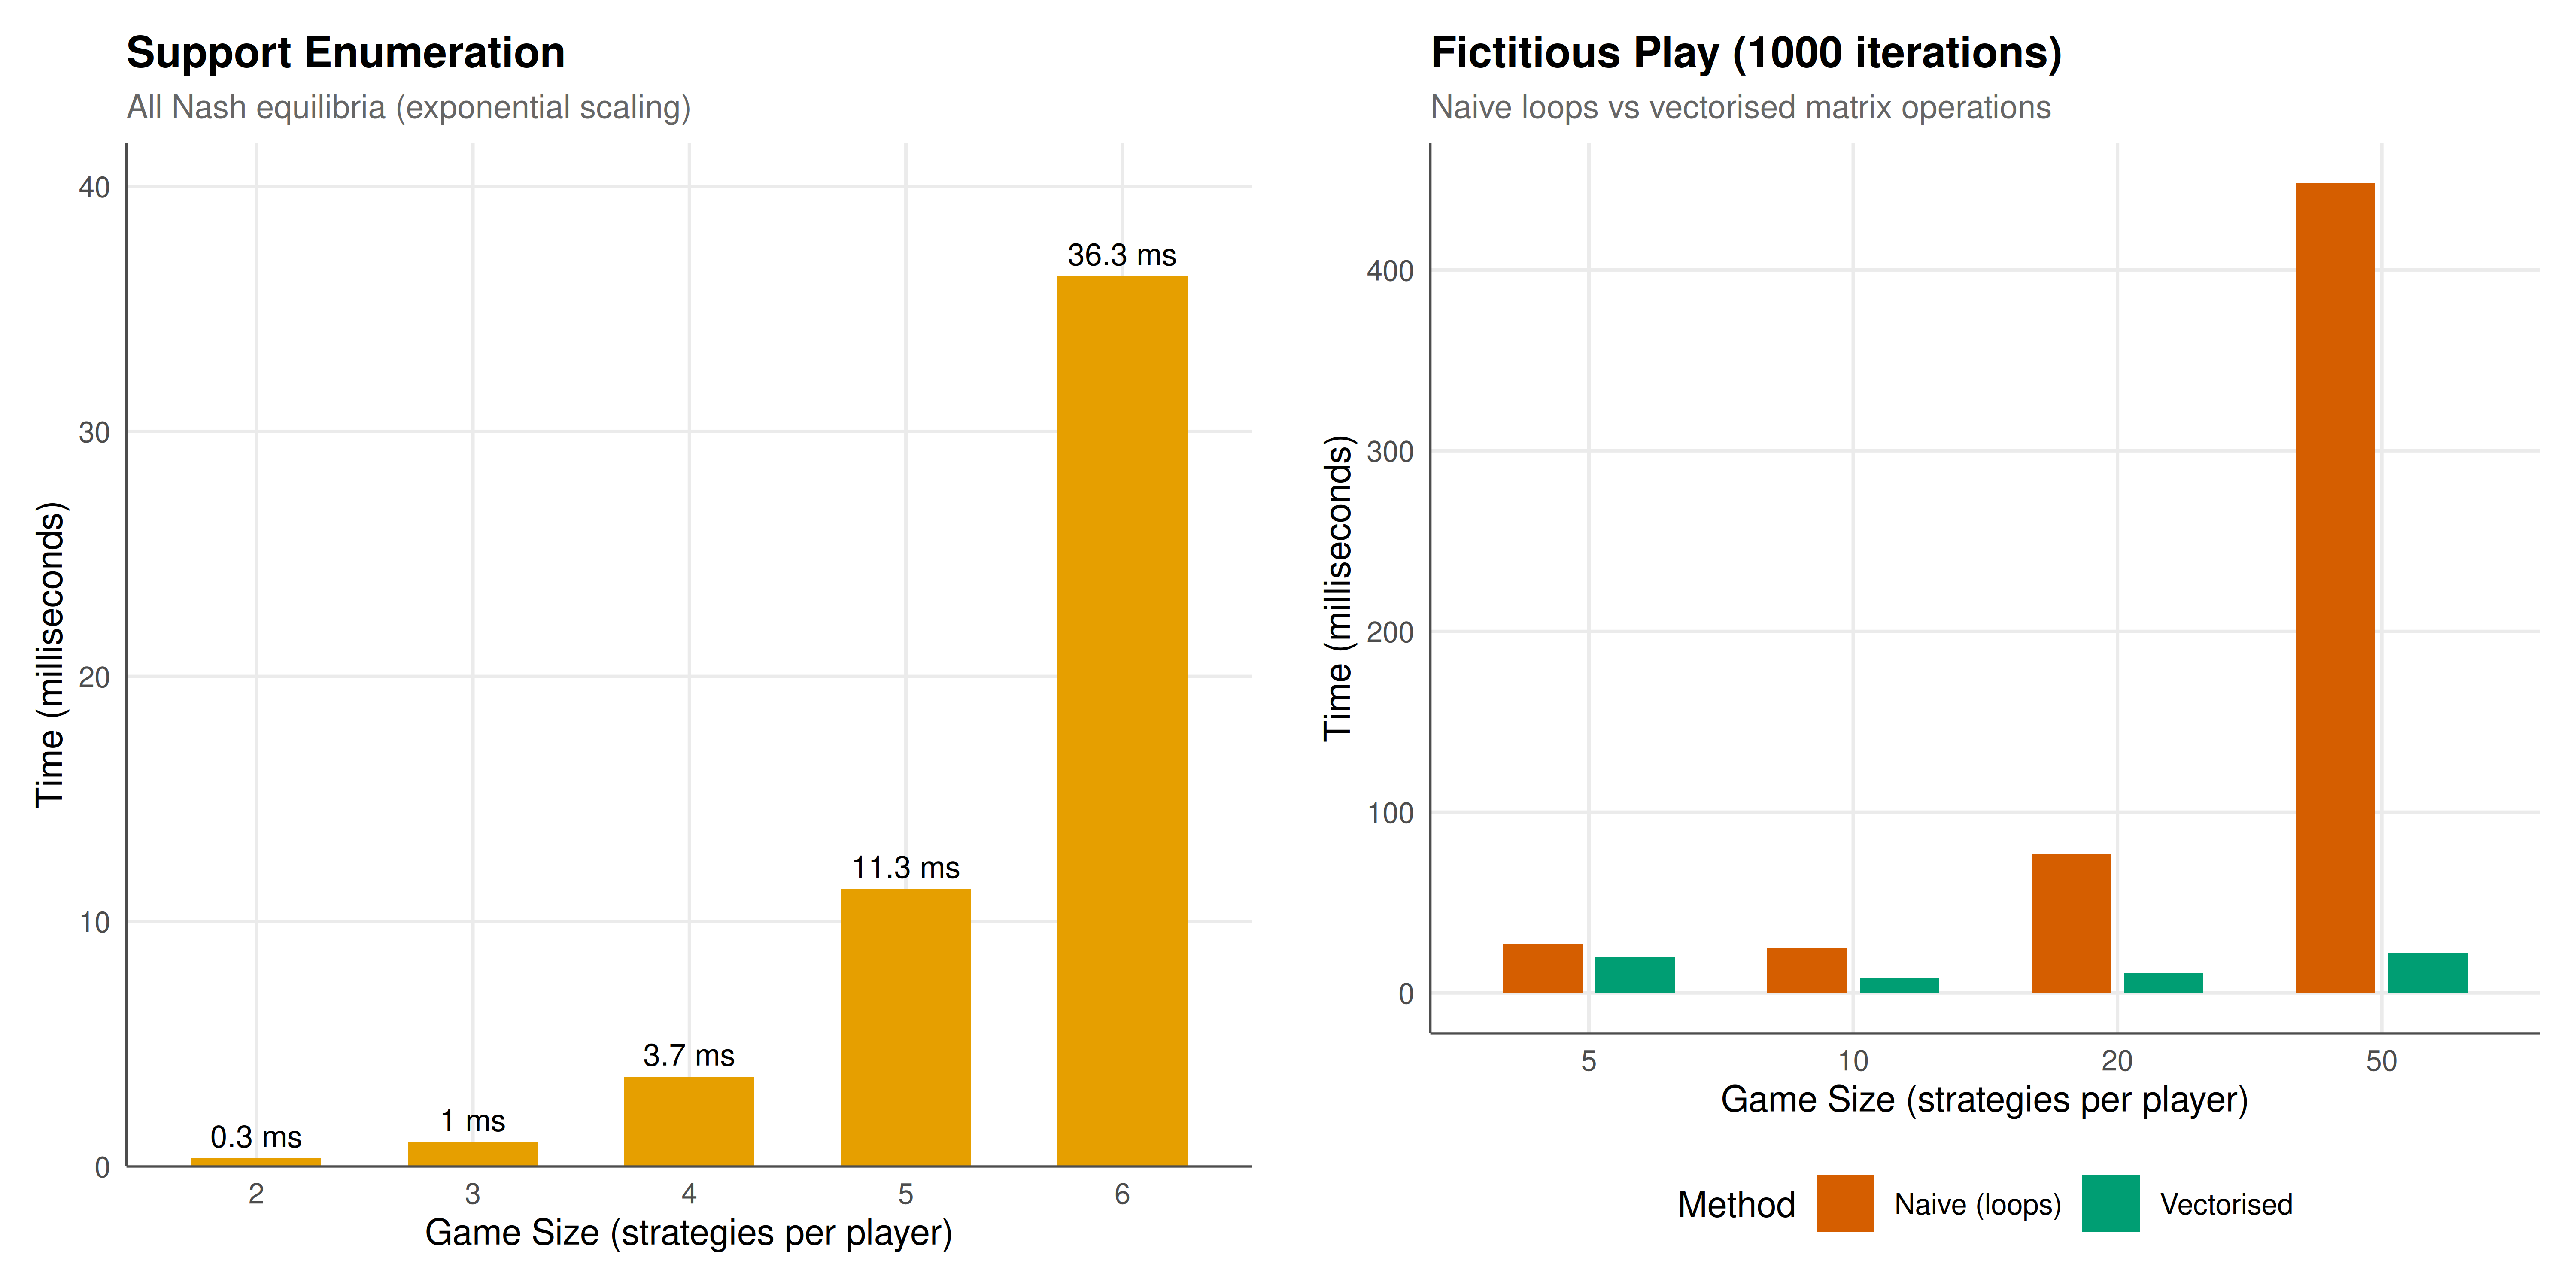 Support Enumeration
All Nash equilibria (exponential scaling)
Time (milliseconds)
40
30
20
10
0
0.3 ms
1 ms
3.7 ms
11.3 ms
36.3 ms
2 3 4 5 6
Game Size (strategies per player)
Fictitious Play (1000 iterations)
Naive loops vs vectorised matrix operations
Time (milliseconds)
400
300
200
100
0
5 10 20 50
Game Size (strategies per player)
Method Naive (loops) Vectorised